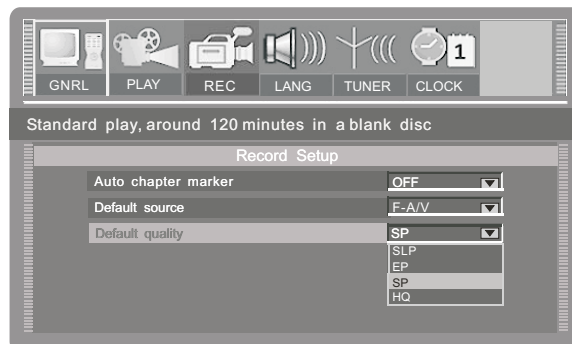 GNRL PLAY REC LANG TUNER CLOCK
1
Standard play, around 120 minutes in a blank disc
Record Setup
Auto chapter marker OFF
Default source F-A/V
Default quality SP
SLP
EP
SP
HQ